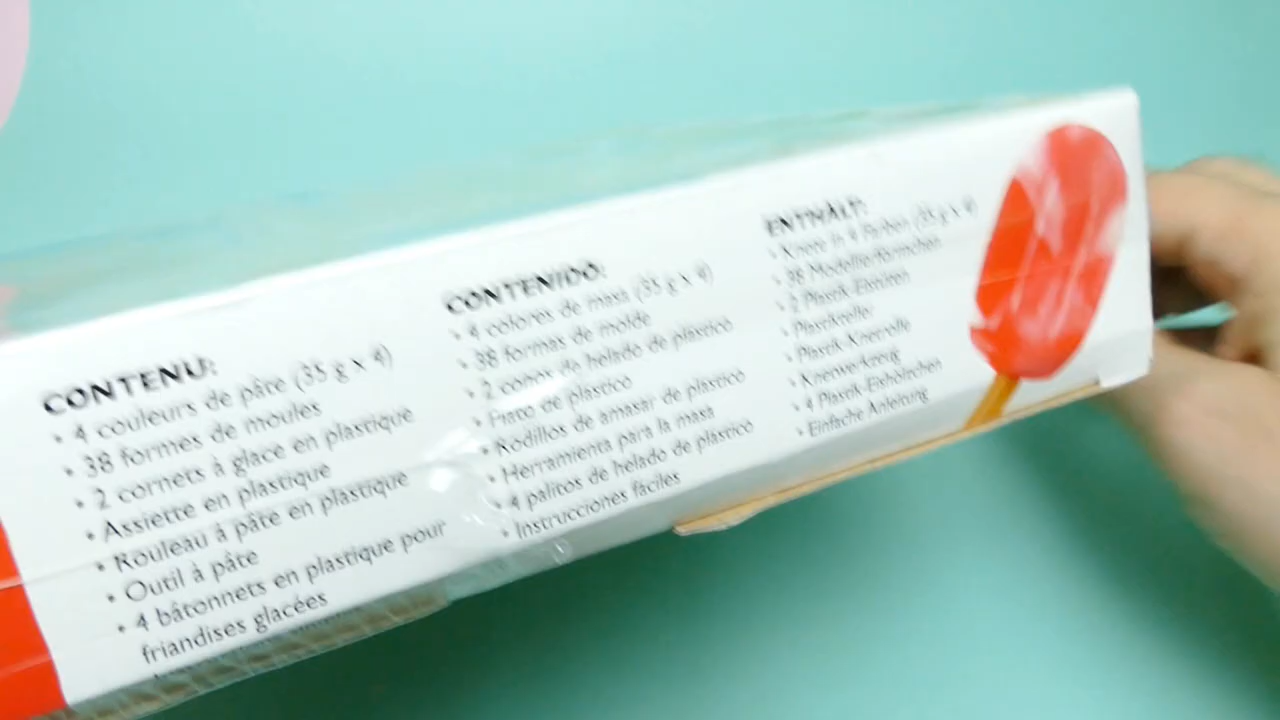 CONTENU:
• 4 couleurs de pâte (35 g x 4)
• 38 formes de moules
• 2 cornets à glace en plastique
• Assiette en plastique
• Rouleau à pâte en plastique
• Outil à pâte
• 4 bâtonnets en plastique pour
friandises glacées
CONTENIDO:
• 4 colores de masa (35 g x 4)
• 38 formas de molde
• 2 conos de helado de plástico
• Plato de plástico
• Rodillos de amasar de plástico
• Herramienta para la masa
• 4 palitos de helado de plástico
• Instrucciones fáciles
ENTHÄLT:
• Knete in 4 Farben (35 g x 4)
• 38 Modellierförmchen
• 2 Plastik-Eistüten
• Plastikteller
• Plastik-Knetrolle
• Knetwerkzeug
• 4 Plastik-Eishölzchen
• Einfache Anleitung